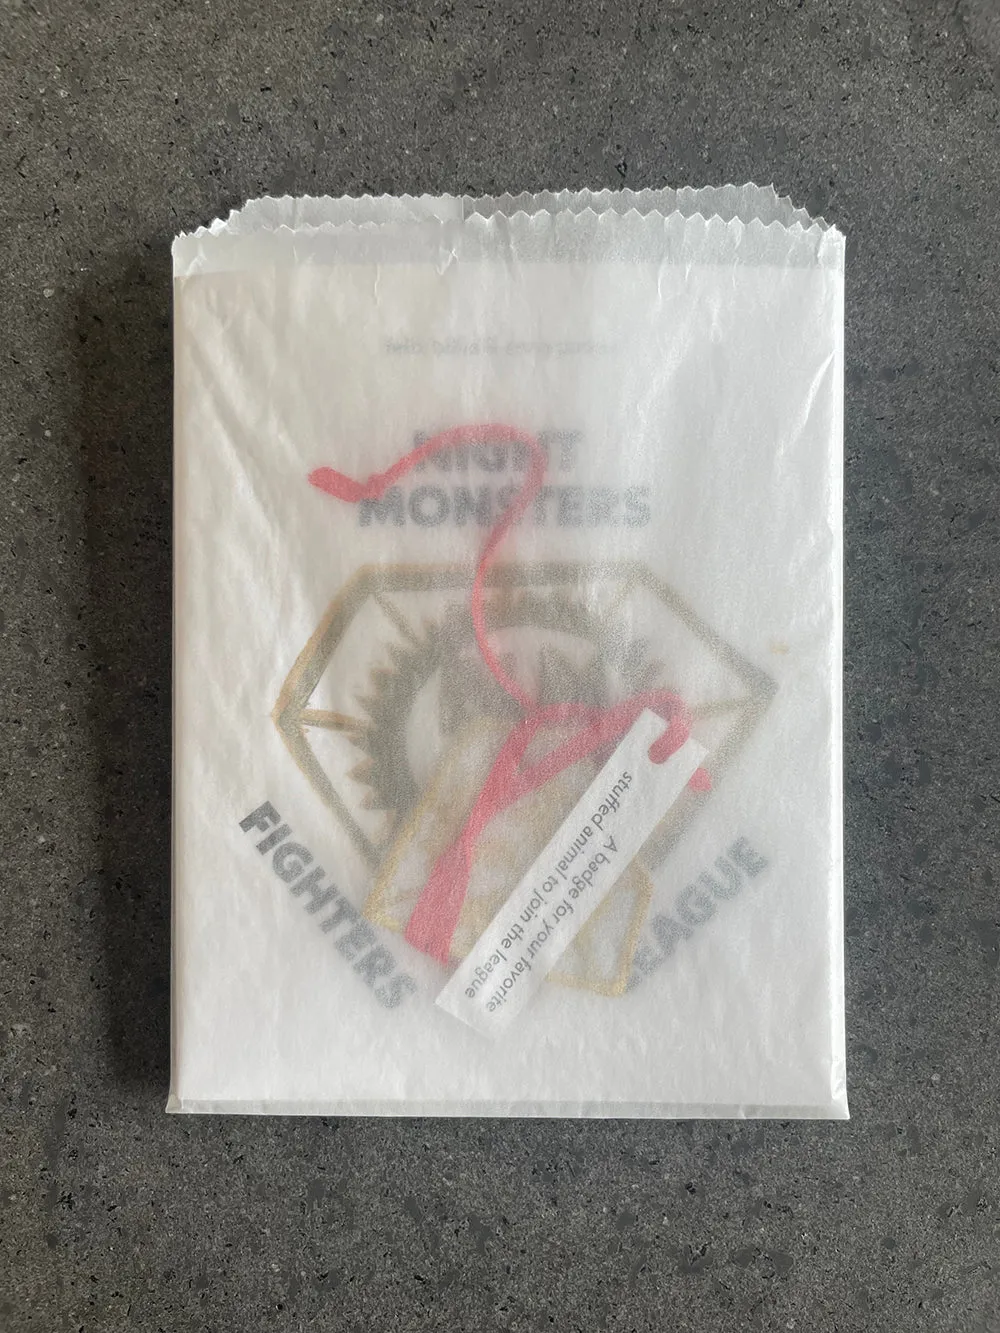 NIGHT
MONSTERS
FIGHTERS
LEAGUE
A badge for your favorite
stuffed animal to join the league